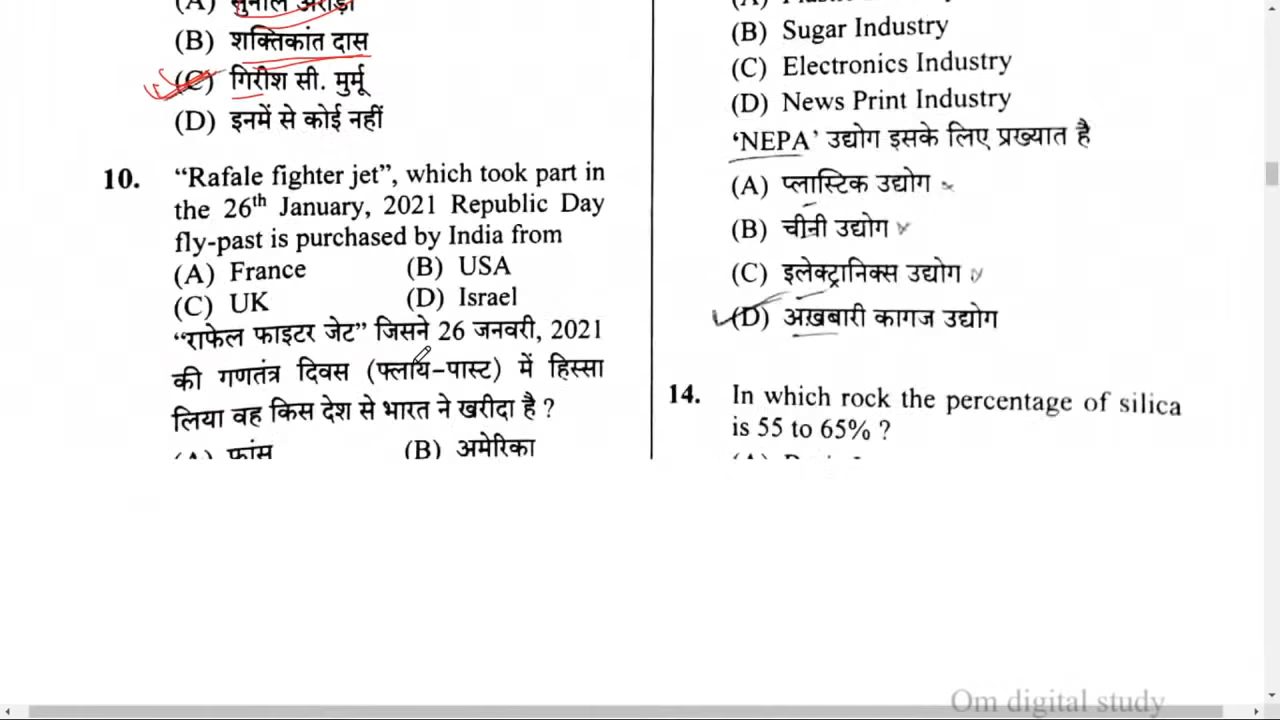 (A) सुनील अरोड़ा
(B) शक्तिकांत दास
(C) गिरीश सी. मुर्मू
(D) इनमें से कोई नहीं
10. “Rafale fighter jet”, which took part in
the 26th January, 2021 Republic Day
fly-past is purchased by India from
(A) France (B) USA
(C) UK (D) Israel
“राफेल फाइटर जेट” जिसने 26 जनवरी, 2021
की गणतंत्र दिवस (फ्लाय-पास्ट) में हिस्सा
लिया वह किस देश से भारत ने खरीदा है ?
(A) फ्रांस (B) अमेरिका
(B) Sugar Industry
(C) Electronics Industry
(D) News Print Industry
‘NEPA’ उद्योग इसके लिए प्रख्यात है
(A) प्लास्टिक उद्योग
(B) चीनी उद्योग
(C) इलेक्ट्रानिक्स उद्योग
(D) अख़बारी कागज उद्योग
14. In which rock the percentage of silica
is 55 to 65% ?
Om digital study